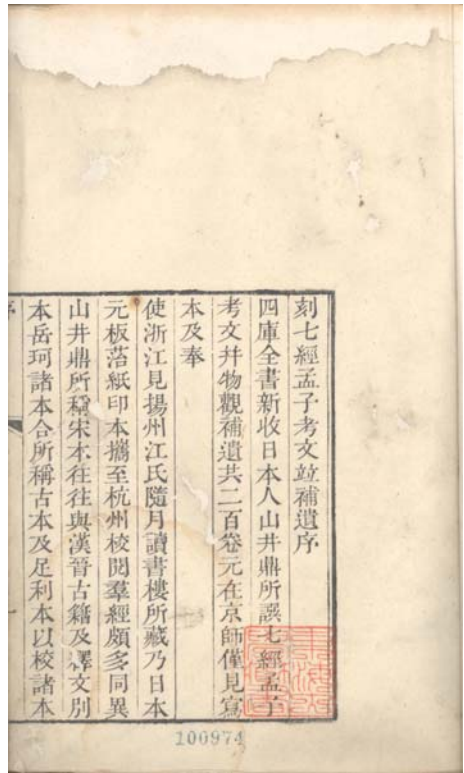 刻七經孟子考文竝補遺序
四庫全書新收日本人山井鼎所譔七經孟子
考文幷物觀補遺共二百卷元在京師僅見寫
本及奉
使浙江見揚州江氏隨月讀書樓所藏乃日本
元板落紙印本攜至杭州校閱羣經頗多同異
山井鼎所稱宋本往往與漢晉古籍及釋文別
本岳珂諸本合所稱古本及足利本以校諸本
序
一
100974